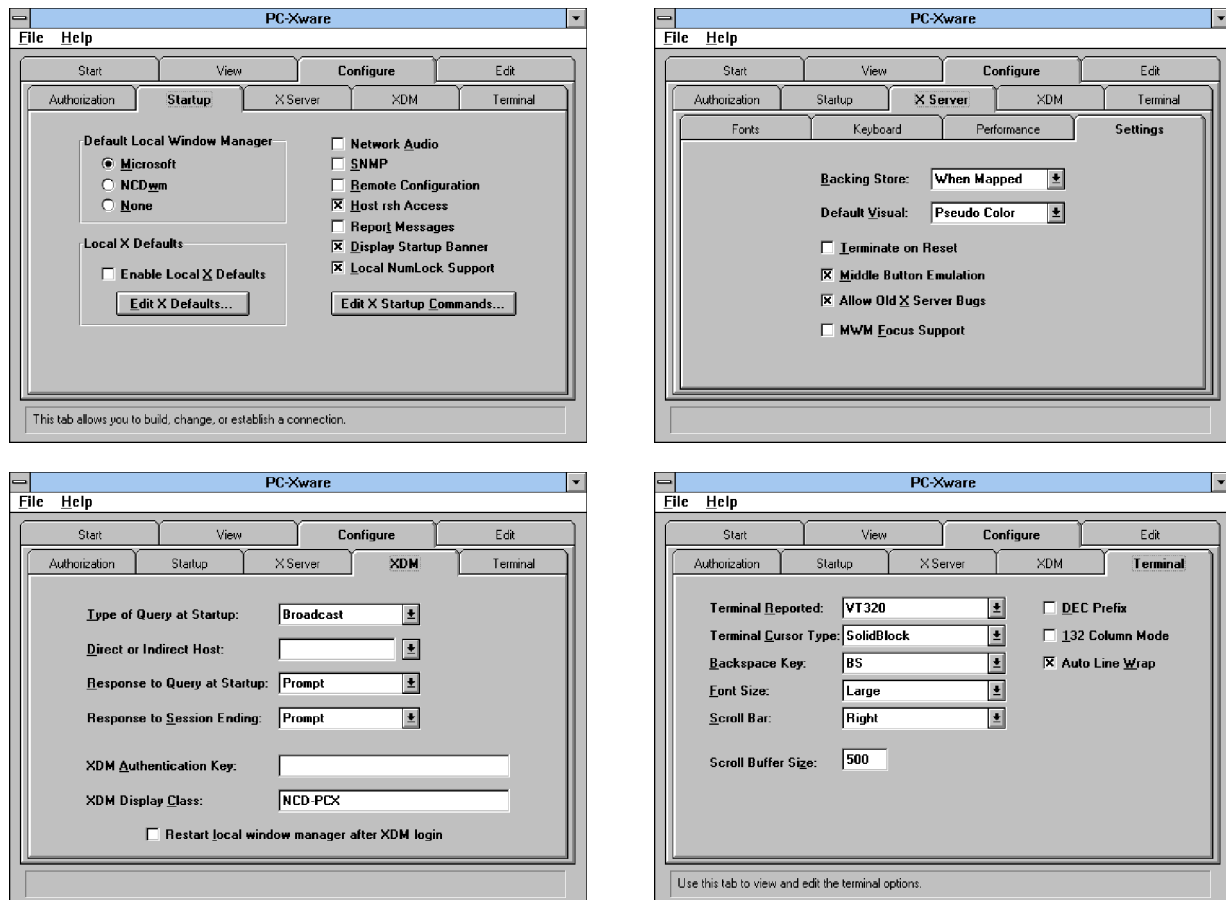 PC-Xware
File Help
Start View Configure Edit
Authorization Startup X Server XDM Terminal
Default Local Window Manager
Microsoft
NCDwm
None
Local X Defaults
Enable Local X Defaults
Edit X Defaults...
Network Audio
SNMP
Remote Configuration
Host rsh Access
Report Messages
Display Startup Banner
Local NumLock Support
Edit X Startup Commands...
This tab allows you to build, change, or establish a connection.
PC-Xware
File Help
Start View Configure Edit
Authorization Startup X Server XDM Terminal
Fonts Keyboard Performance Settings
Backing Store: When Mapped
Default Visual: Pseudo Color
Terminate on Reset
Middle Button Emulation
Allow Old X Server Bugs
MWM Focus Support
PC-Xware
File Help
Start View Configure Edit
Authorization Startup X Server XDM Terminal
Type of Query at Startup: Broadcast
Direct or Indirect Host:
Response to Query at Startup: Prompt
Response to Session Ending: Prompt
XDM Authentication Key:
XDM Display Class: NCD-PCX
Restart local window manager after XDM login
PC-Xware
File Help
Start View Configure Edit
Authorization Startup X Server XDM Terminal
Terminal Reported: VT320
Terminal Cursor Type: SolidBlock
Backspace Key: BS
Font Size: Large
Scroll Bar: Right
Scroll Buffer Size: 500
DEC Prefix
132 Column Mode
Auto Line Wrap
Use this tab to view and edit the terminal options.